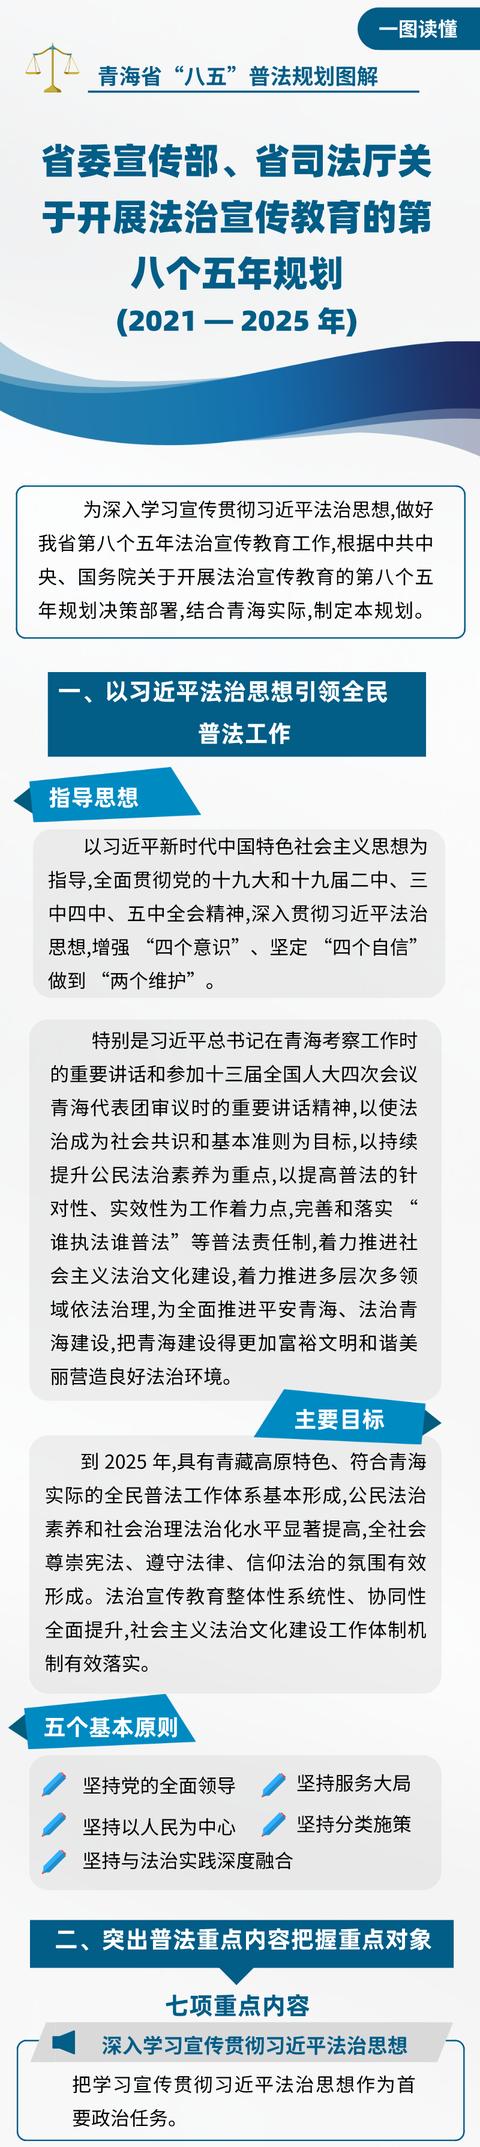 一图读懂
青海省“八五”普法规划图解
省委宣传部、省司法厅关
于开展法治宣传教育的第
八个五年规划
(2021 — 2025 年)
为深入学习宣传贯彻习近平法治思想,做好
我省第八个五年法治宣传教育工作,根据中共中
央、国务院关于开展法治宣传教育的第八个五
年规划决策部署,结合青海实际,制定本规划。
一、以习近平法治思想引领全民
普法工作
指导思想
以习近平新时代中国特色社会主义思想为
指导,全面贯彻党的十九大和十九届二中、三
中四中、五中全会精神,深入贯彻习近平法治
思想,增强 “四个意识” 、坚定 “四个自信”
做到 “两个维护” 。
特别是习近平总书记在青海考察工作时
的重要讲话和参加十三届全国人大四次会议
青海代表团审议时的重要讲话精神,以使法
治成为社会共识和基本准则为目标,以持续
提升公民法治素养为重点,以提高普法的针
对性、实效性为工作着力点,完善和落实 “
谁执法谁普法” 等普法责任制,着力推进社
会主义法治文化建设,着力推进多层次多领
域依法治理,为全面推进平安青海、法治青
海建设,把青海建设得更加富裕文明和谐美
丽营造良好法治环境。
主要目标
到 2025 年,具有青藏高原特色、符合青海
实际的全民普法工作体系基本形成,公民法治
素养和社会治理法治化水平显著提高,全社会
尊崇宪法、遵守法律、信仰法治的氛围有效
形成。法治宣传教育整体性系统性、协同性
全面提升,社会主义法治文化建设工作体制机
制有效落实。
五个基本原则
坚持党的全面领导 坚持服务大局
坚持以人民为中心 坚持分类施策
坚持与法治实践深度融合
二、突出普法重点内容把握重点对象
七项重点内容
深入学习宣传贯彻习近平法治思想
把学习宣传贯彻习近平法治思想作为首
要政治任务。